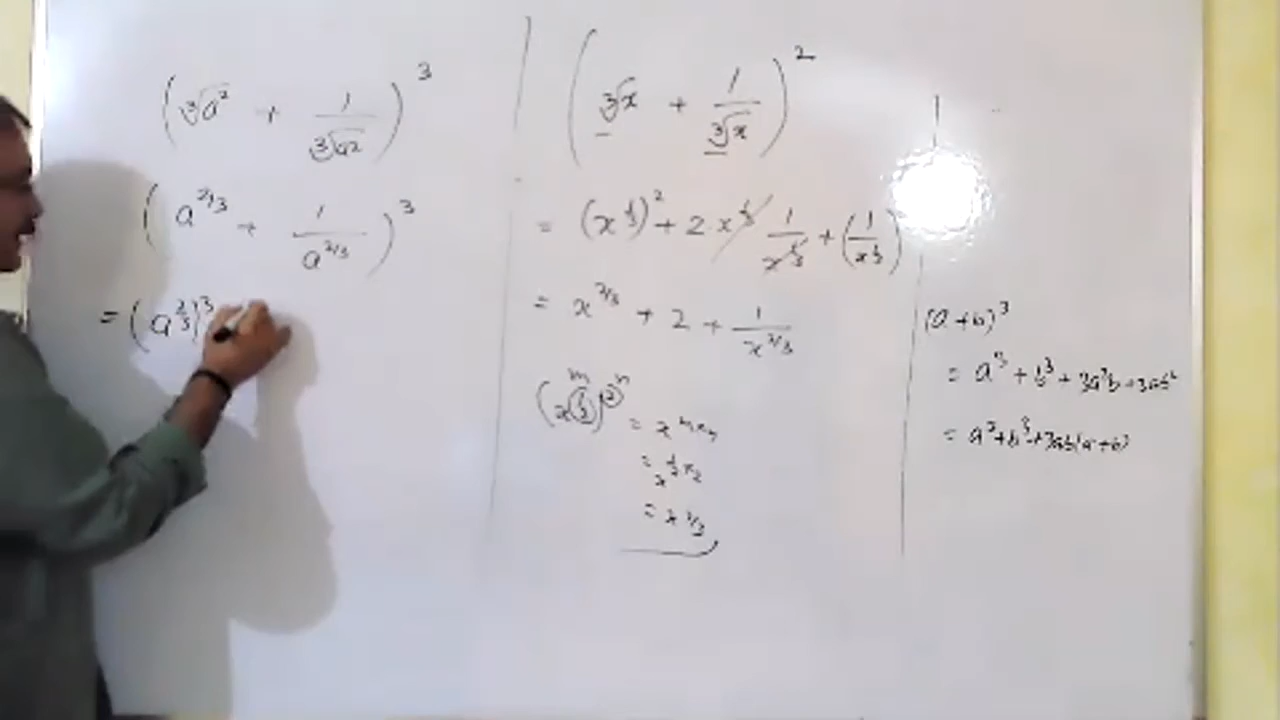 (∛a² + 1/∛a²)³
(a^2/3 + 1/a^2/3)³
= (a^2/3)³
(∛x + 1/∛x)²
= (x^1/3)² + 2 x^1/3 1/x^1/3 + (1/x^1/3)
= x^2/3 + 2 + 1/x^2/3
(x^1/3)^2 m n
= x^m×n
= x^1/3×2
= x^2/3
(a+b)³
= a³ + b³ + 3a²b + 3ab²
= a³+b³+3ab(a+b)